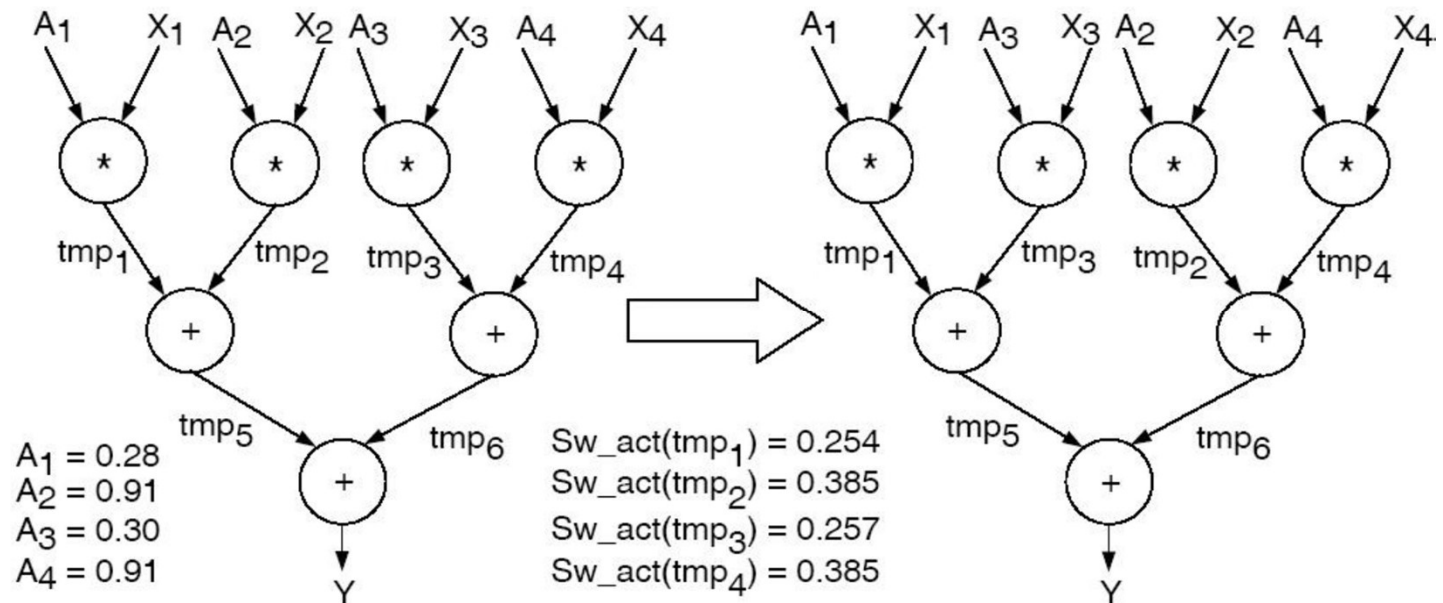 A1 X1 A2 X2 A3 X3 A4 X4 A1 X1 A3 X3 A2 X2 A4 X4
* * * * * * * *
tmp1 tmp2 tmp3 tmp4 tmp1 tmp3 tmp2 tmp4
+ + + +
tmp5 tmp6 tmp5 tmp6
+ +
A1 = 0.28
A2 = 0.91
A3 = 0.30
A4 = 0.91
Sw_act(tmp1) = 0.254
Sw_act(tmp2) = 0.385
Sw_act(tmp3) = 0.257
Sw_act(tmp4) = 0.385
Y Y